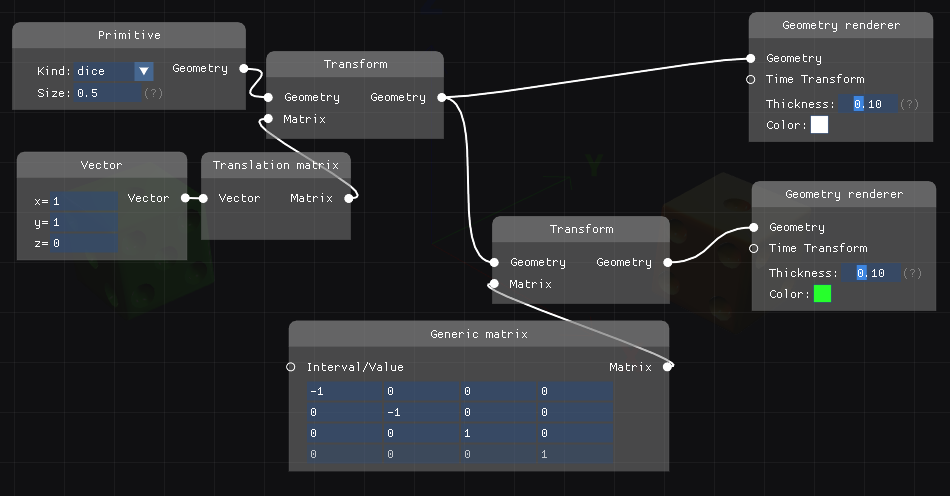 Primitive
Kind: dice
Geometry
Size: 0.5 (?)
Transform
Geometry Geometry
Matrix
Geometry renderer
Geometry
Time Transform
Thickness: 0.10 (?)
Color:
Vector
x= 1 Vector
y= 1
z= 0
Translation matrix
Vector Matrix
Y
Geometry renderer
Geometry
Time Transform
Thickness: 0.10 (?)
Color:
Transform
Geometry Geometry
Matrix
Generic matrix
Interval/Value Matrix
-1 0 0 0
0 -1 0 0
0 0 1 0
0 0 0 1